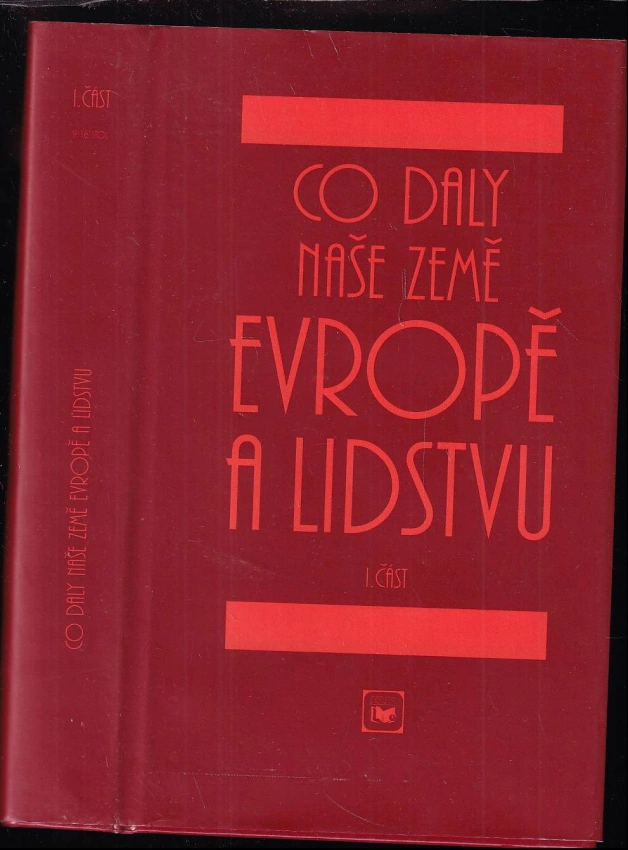 I. ČÁST
CO DALY NAŠE ZEMĚ EVROPĚ A LIDSTVU
CO DALY
NAŠE ZEMĚ
EVROPĚ
A LIDSTVU
I. ČÁST